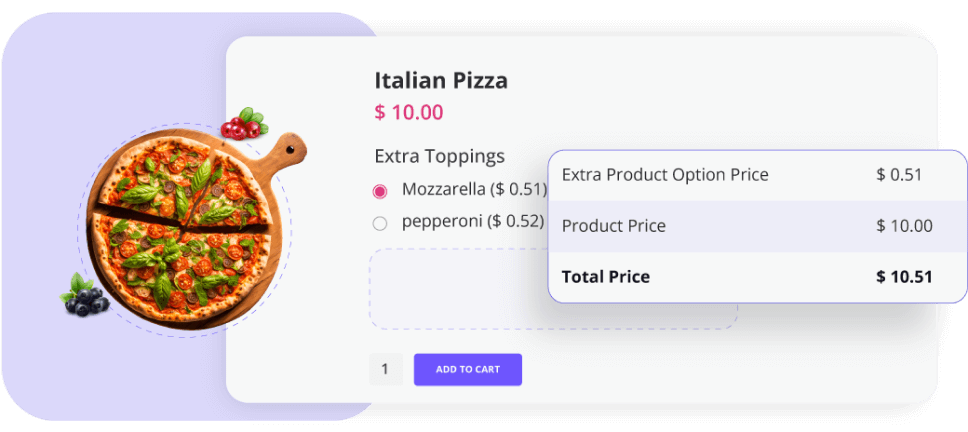 Italian Pizza
$ 10.00
Extra Toppings
Mozzarella ($ 0.51)
pepperoni ($ 0.52)
Extra Product Option Price $ 0.51
Product Price $ 10.00
Total Price $ 10.51
1 ADD TO CART